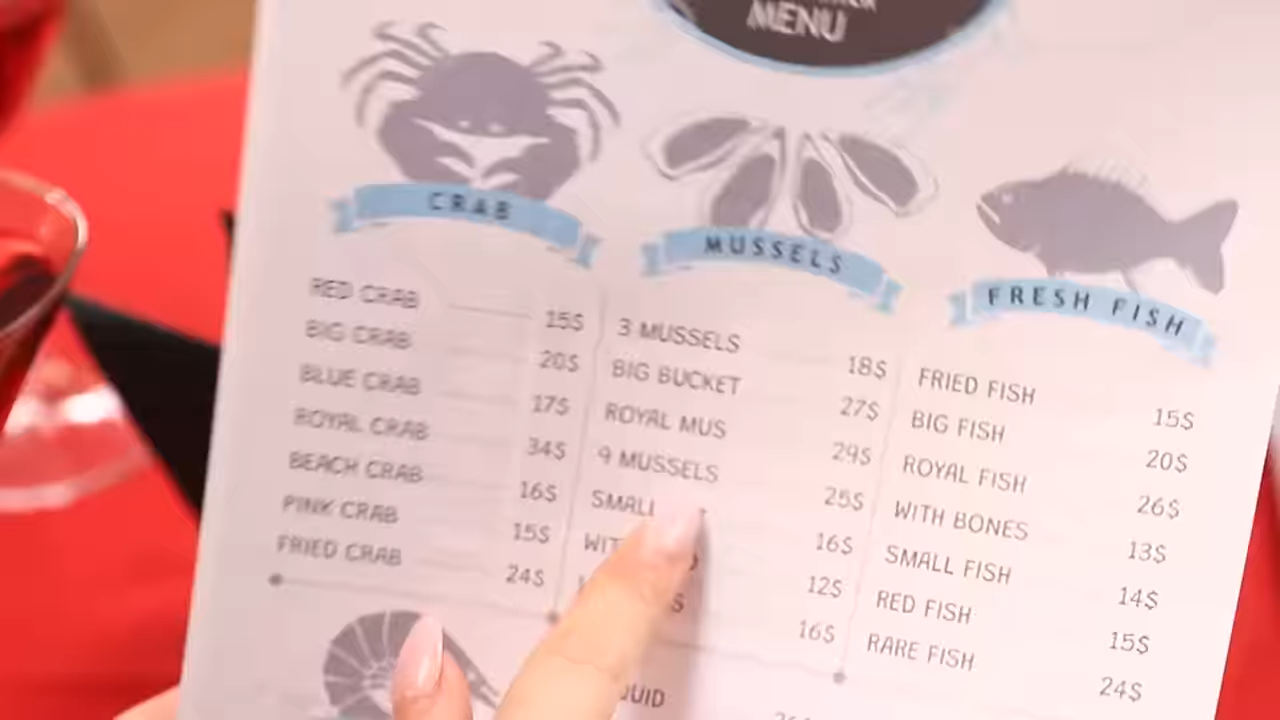 MENU
CRAB
RED CRAB 15$
BIG CRAB 20$
BLUE CRAB 17$
ROYAL CRAB 34$
BEACH CRAB 16$
PINK CRAB 15$
FRIED CRAB 24$
MUSSELS
3 MUSSELS 18$
BIG BUCKET 27$
ROYAL MUS 29$
9 MUSSELS 25$
SMALL 16$
12$
16$
FRESH FISH
FRIED FISH 15$
BIG FISH 20$
ROYAL FISH 26$
WITH BONES 13$
SMALL FISH 14$
RED FISH 15$
RARE FISH 24$